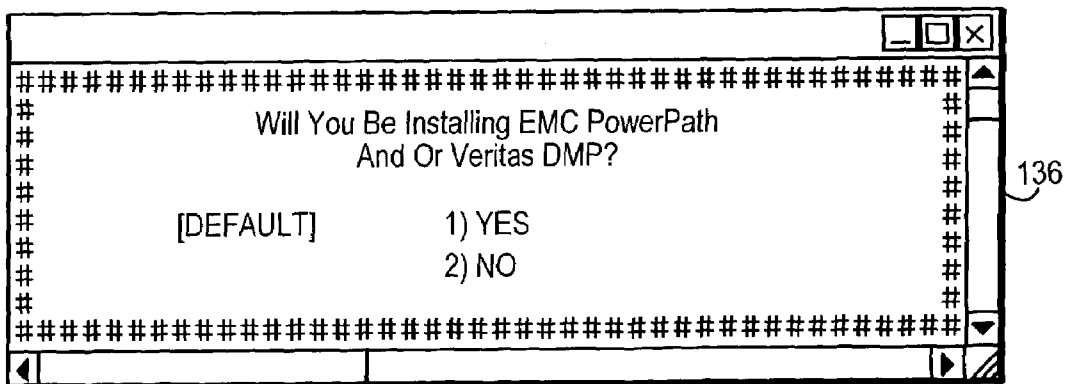 ##########################################
# Will You Be Installing EMC PowerPath #
# And Or Veritas DMP? #
#
#
# [DEFAULT] 1) YES #
# 2) NO #
# #
##########################################
136